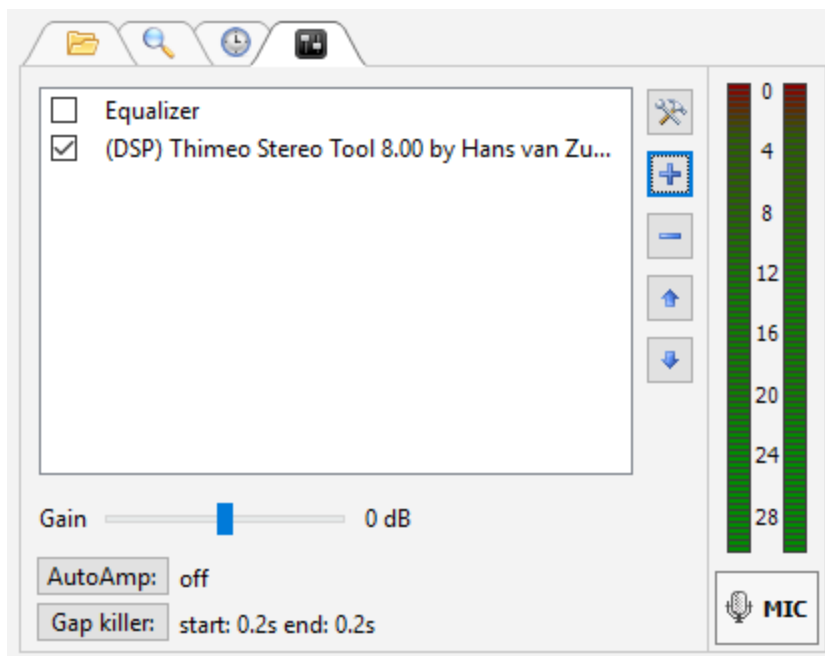 Equalizer
(DSP) Thimeo Stereo Tool 8.00 by Hans van Zu...
Gain 0 dB
AutoAmp: off
Gap killer: start: 0.2s end: 0.2s
0
4
8
12
16
20
24
28
MIC